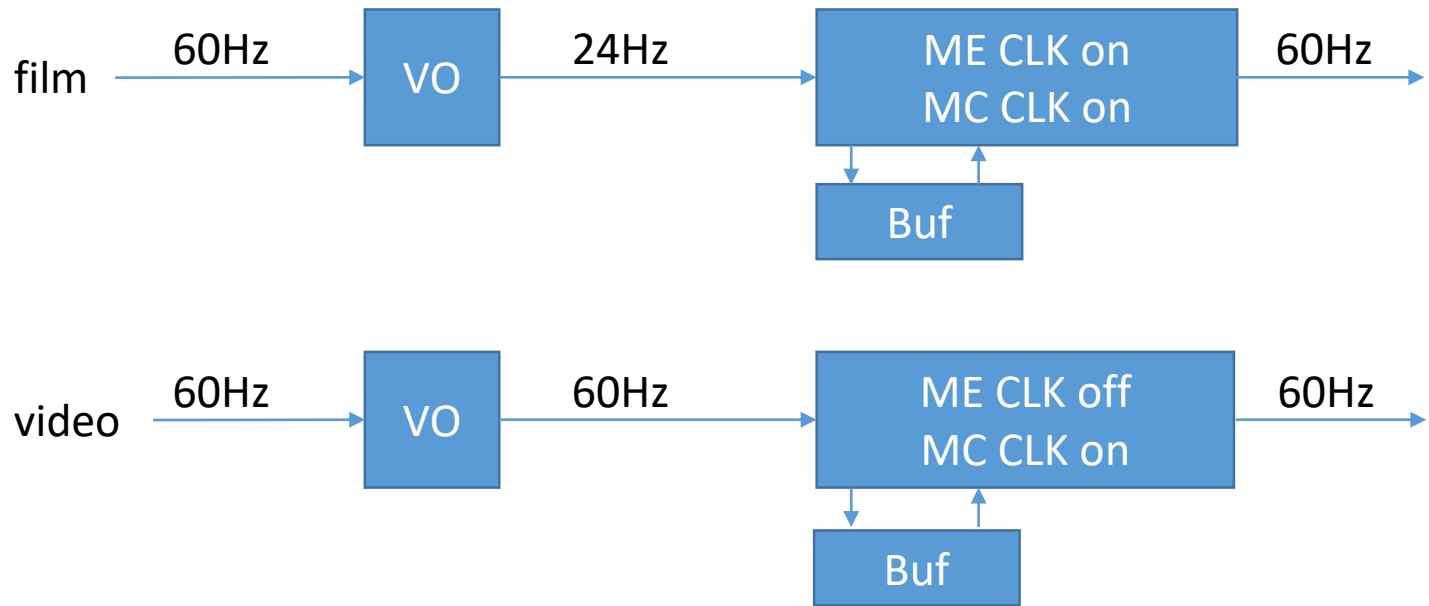 film
60Hz
VO
24Hz
ME CLK on
MC CLK on
60Hz
Buf
video
60Hz
VO
60Hz
ME CLK off
MC CLK on
60Hz
Buf